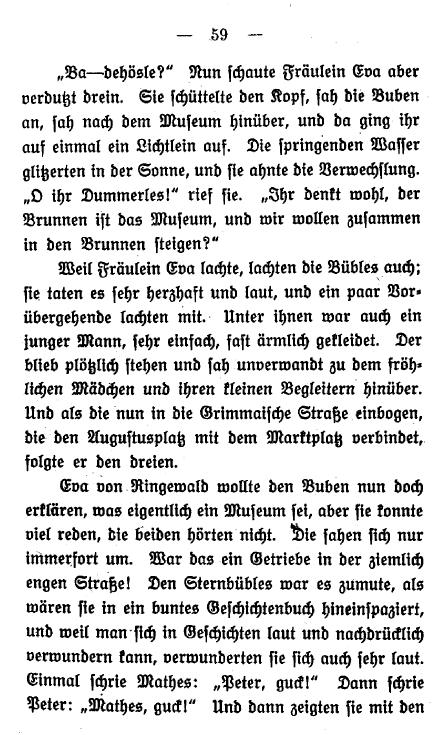 — 59 —
„Ba—dehösle?“ Nun schaute Fräulein Eva aber
verdutzt drein. Sie schüttelte den Kopf, sah die Buben
an, sah nach dem Museum hinüber, und da ging ihr
auf einmal ein Lichtlein auf. Die springenden Wasser
glitzerten in der Sonne, und sie ahnte die Verwechslung.
„O ihr Dummerles!“ rief sie. „Ihr denkt wohl, der
Brunnen ist das Museum, und wir wollen zusammen
in den Brunnen steigen?“
Weil Fräulein Eva lachte, lachten die Bübles auch;
sie taten es sehr herzhaft und laut, und ein paar Vor-
übergehende lachten mit. Unter ihnen war auch ein
junger Mann, sehr einfach, fast ärmlich gekleidet. Der
blieb plötzlich stehen und sah unverwandt zu dem fröh-
lichen Mädchen und ihren kleinen Begleitern hinüber.
Und als die nun in die Grimmaische Straße einbogen,
die den Augustusplatz mit dem Marktplatz verbindet,
folgte er den dreien.
Eva von Ringewald wollte den Buben nun doch
erklären, was eigentlich ein Museum sei, aber sie konnte
viel reden, die beiden hörten nicht. Die sahen sich nur
immerfort um. War das ein Getriebe in der ziemlich
engen Straße! Den Sternbübles war es zumute, als
wären sie in ein buntes Geschichtenbuch hineinspaziert,
und weil man sich in Geschichten laut und nachdrücklich
verwundern kann, verwunderten sie sich auch sehr laut.
Einmal schrie Mathes: „Peter, guck!“ Dann schrie
Peter: „Mathes, guck!“ Und dann zeigten sie mit den